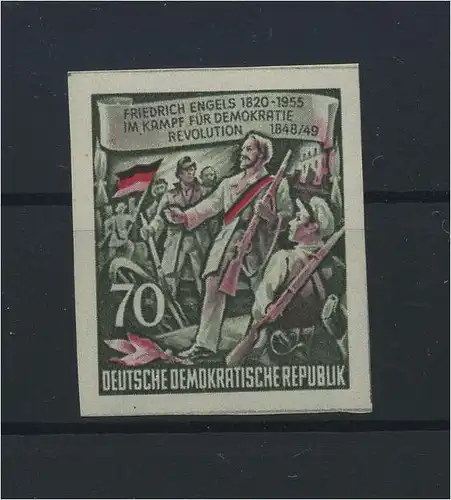 FRIEDRICH ENGELS 1820-1955
IM KAMPF FÜR DEMOKRATIE
REVOLUTION 1848/49
70
DEUTSCHE DEMOKRATISCHE REPUBLIK